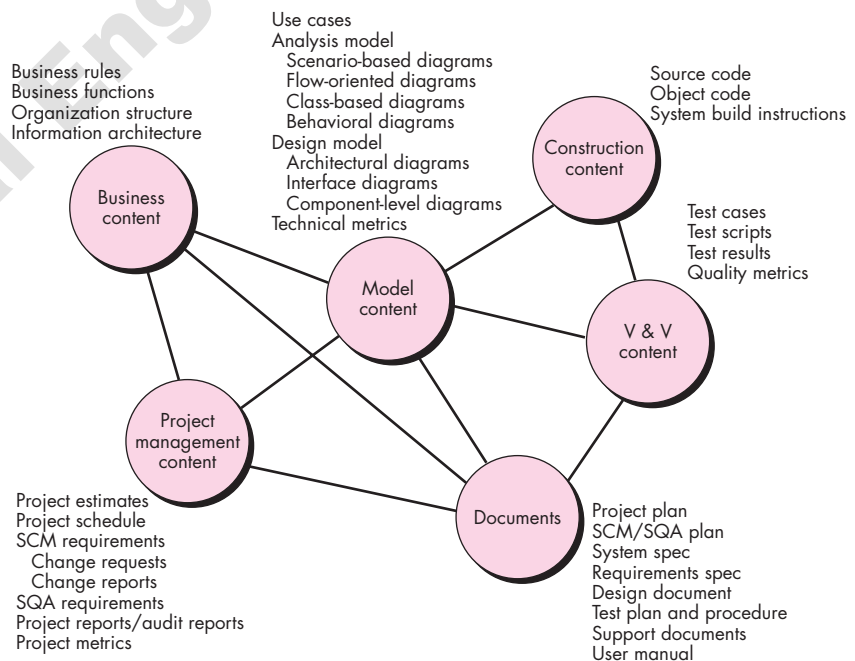 Use cases
Analysis model
Scenario-based diagrams
Flow-oriented diagrams
Class-based diagrams
Behavioral diagrams
Design model
Architectural diagrams
Interface diagrams
Component-level diagrams
Technical metrics
Business rules
Business functions
Organization structure
Information architecture
Source code
Object code
System build instructions
Construction
content
Business
content
Test cases
Test scripts
Test results
Quality metrics
Model
content
V & V
content
Project
management
content
Project estimates
Project schedule
SCM requirements
Change requests
Change reports
SQA requirements
Project reports/audit reports
Project metrics
Documents
Project plan
SCM/SQA plan
System spec
Requirements spec
Design document
Test plan and procedure
Support documents
User manual